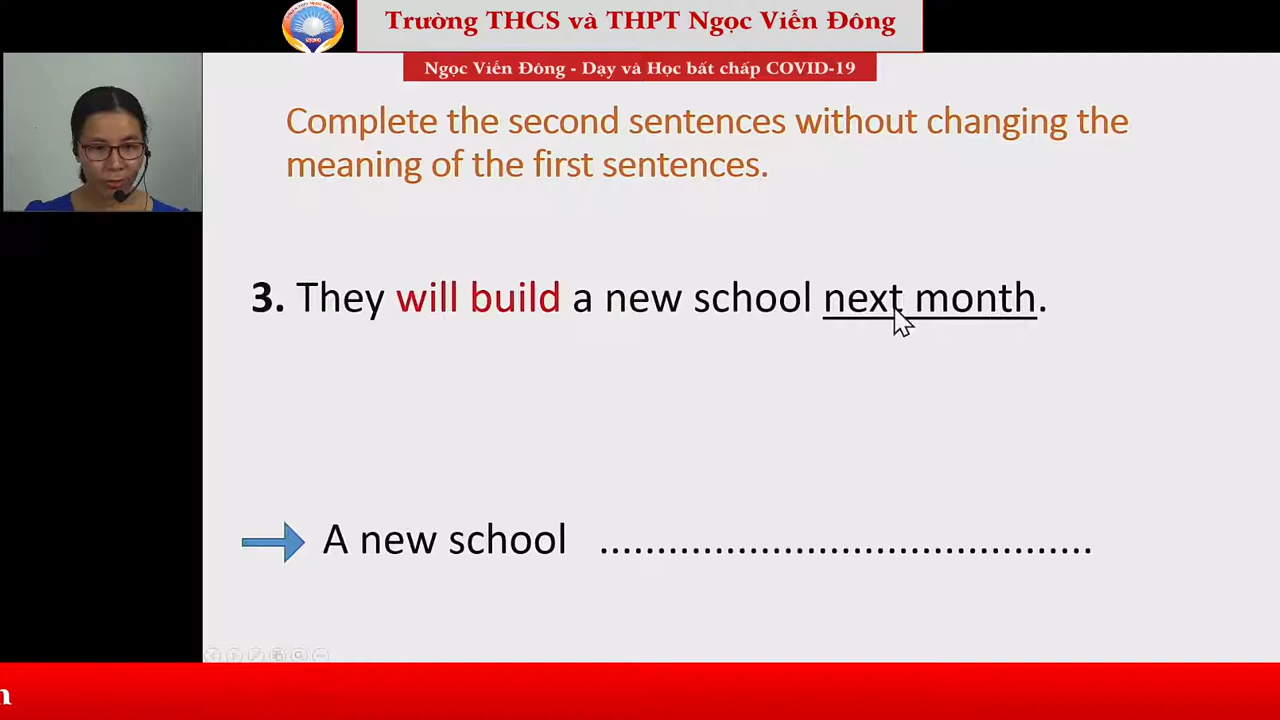 Trường THCS và THPT Ngọc Viễn Đông
Ngọc Viễn Đông - Dạy và Học bất chấp COVID-19
Complete the second sentences without changing the
meaning of the first sentences.
3. They will build a new school next month.
A new school ...........................................
n